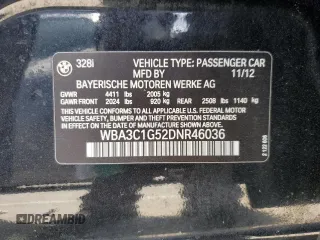 328i
VEHICLE TYPE: PASSENGER CAR
MFD BY
11/12
BAYERISCHE MOTOREN WERKE AG
GVWR 4411 lbs 2005 kg
GAWR FRONT 2024 lbs 920 kg REAR 2508 lbs 1140 kg
THIS VEHICLE CONFORMS TO ALL APPLICABLE
FEDERAL MOTOR VEHICLE SAFETY, BUMPER, AND
THEFT PREVENTION STANDARDS IN EFFECT ON THE
DATE OF MANUFACTURE SHOWN ABOVE.
WBA3C1G52DNR46036
DREAMBID